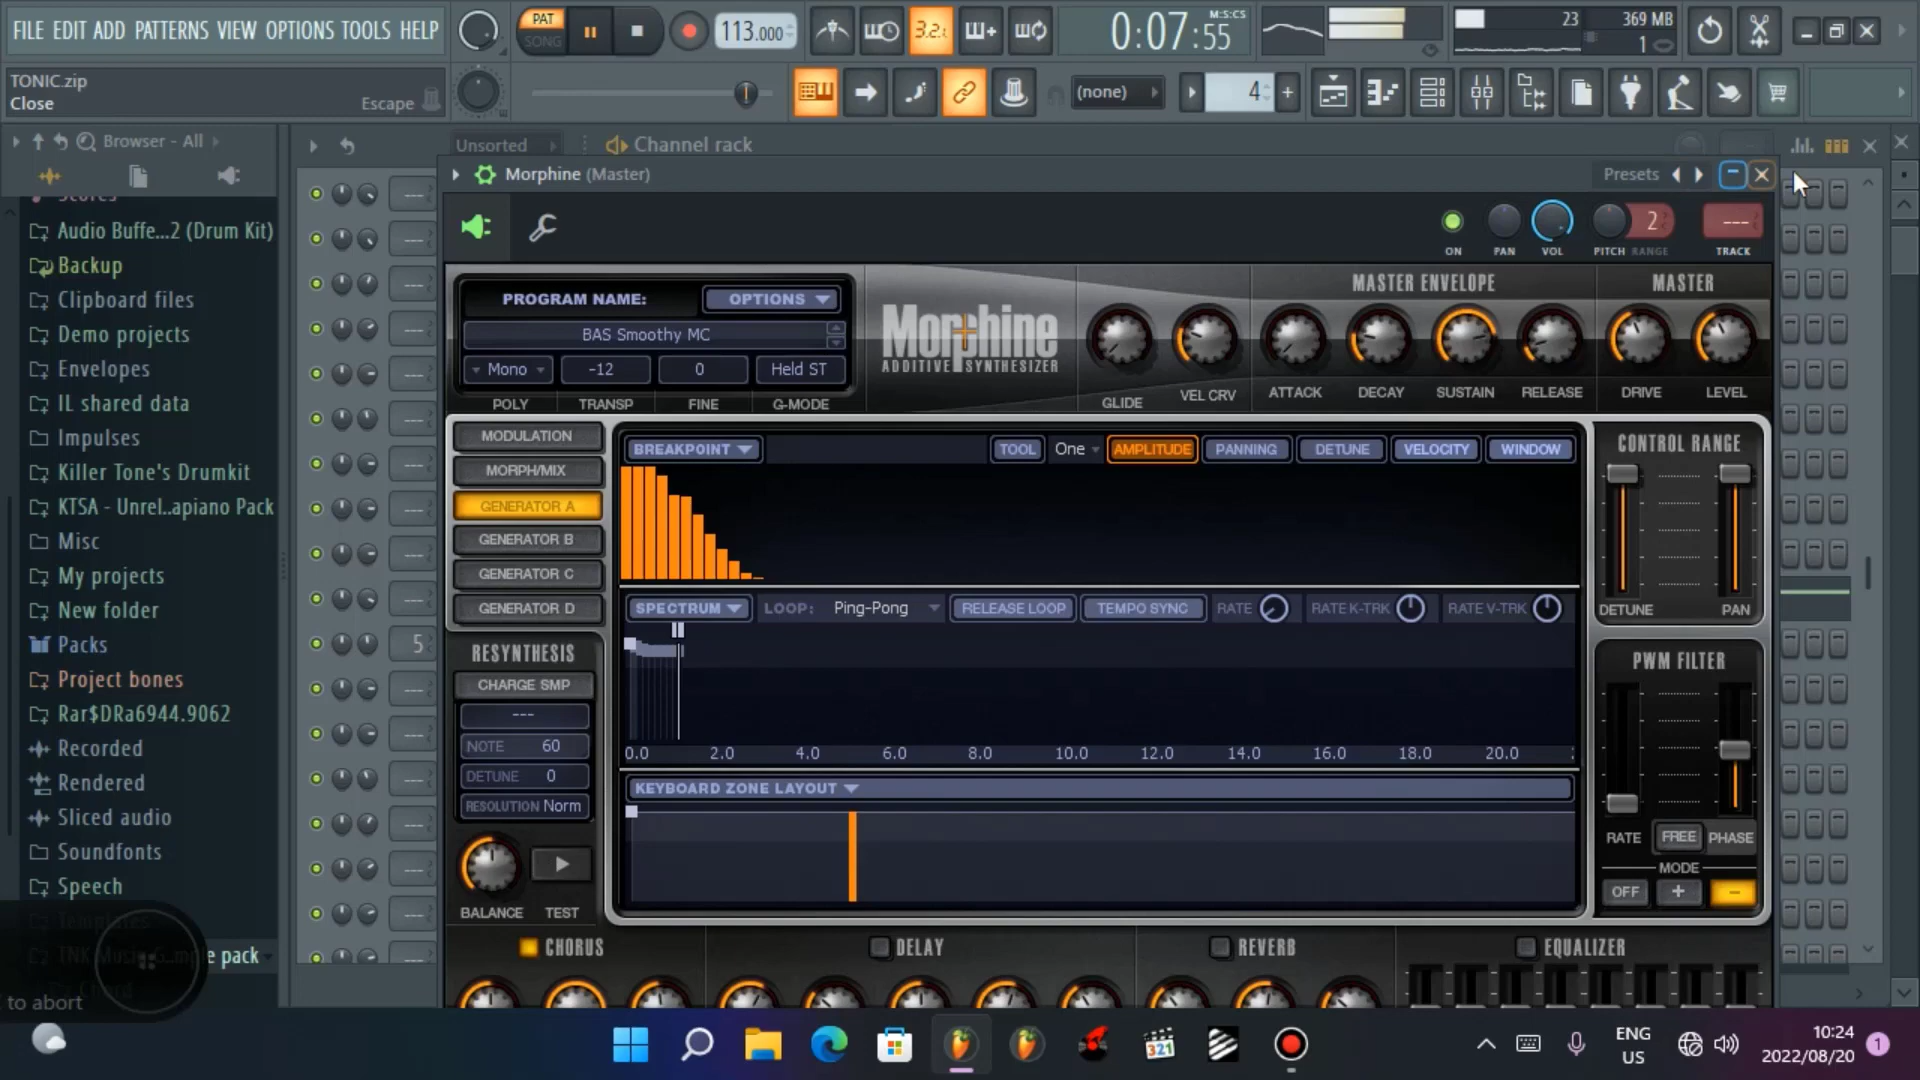 FILE EDIT ADD PATTERNS VIEW OPTIONS TOOLS HELP
PAT
SONG
113.000
3.2.
0:07:55
M:S:CS
23
369 MB
1
TONIC.zip
Close
Escape
(none)
4
Browser - All
Unsorted
Channel rack
Morphine (Master)
Presets
Audio Buffe...2 (Drum Kit)
Backup
Clipboard files
Demo projects
Envelopes
IL shared data
Impulses
Killer Tone's Drumkit
KTSA - Unrel..apiano Pack
Misc
My projects
New folder
Packs
Project bones
Rar$DRa6944.9062
Recorded
Rendered
Sliced audio
Soundfonts
Speech
Templates
e pack
to abort
5
ON
PAN
VOL
PITCH RANGE
2
---
TRACK
PROGRAM NAME:
OPTIONS
BAS Smoothy MC
Mono
-12
0
Held ST
POLY
TRANSP
FINE
G-MODE
Morphine
ADDITIVE SYNTHESIZER
GLIDE
VEL CRV
MASTER ENVELOPE
ATTACK
DECAY
SUSTAIN
RELEASE
MASTER
DRIVE
LEVEL
MODULATION
MORPH/MIX
GENERATOR A
GENERATOR B
GENERATOR C
GENERATOR D
BREAKPOINT
TOOL
One
AMPLITUDE
PANNING
DETUNE
VELOCITY
WINDOW
SPECTRUM
LOOP:
Ping-Pong
RELEASE LOOP
TEMPO SYNC
RATE
RATE K-TRK
RATE V-TRK
0.0 2.0 4.0 6.0 8.0 10.0 12.0 14.0 16.0 18.0 20.0
KEYBOARD ZONE LAYOUT
RESYNTHESIS
CHARGE SMP
---
NOTE 60
DETUNE 0
RESOLUTION Norm
BALANCE
TEST
CONTROL RANGE
DETUNE
PAN
PWM FILTER
RATE
FREE
PHASE
MODE
OFF
+
-
CHORUS
DELAY
REVERB
EQUALIZER
321
ENG
US
10:24
2022/08/20
1